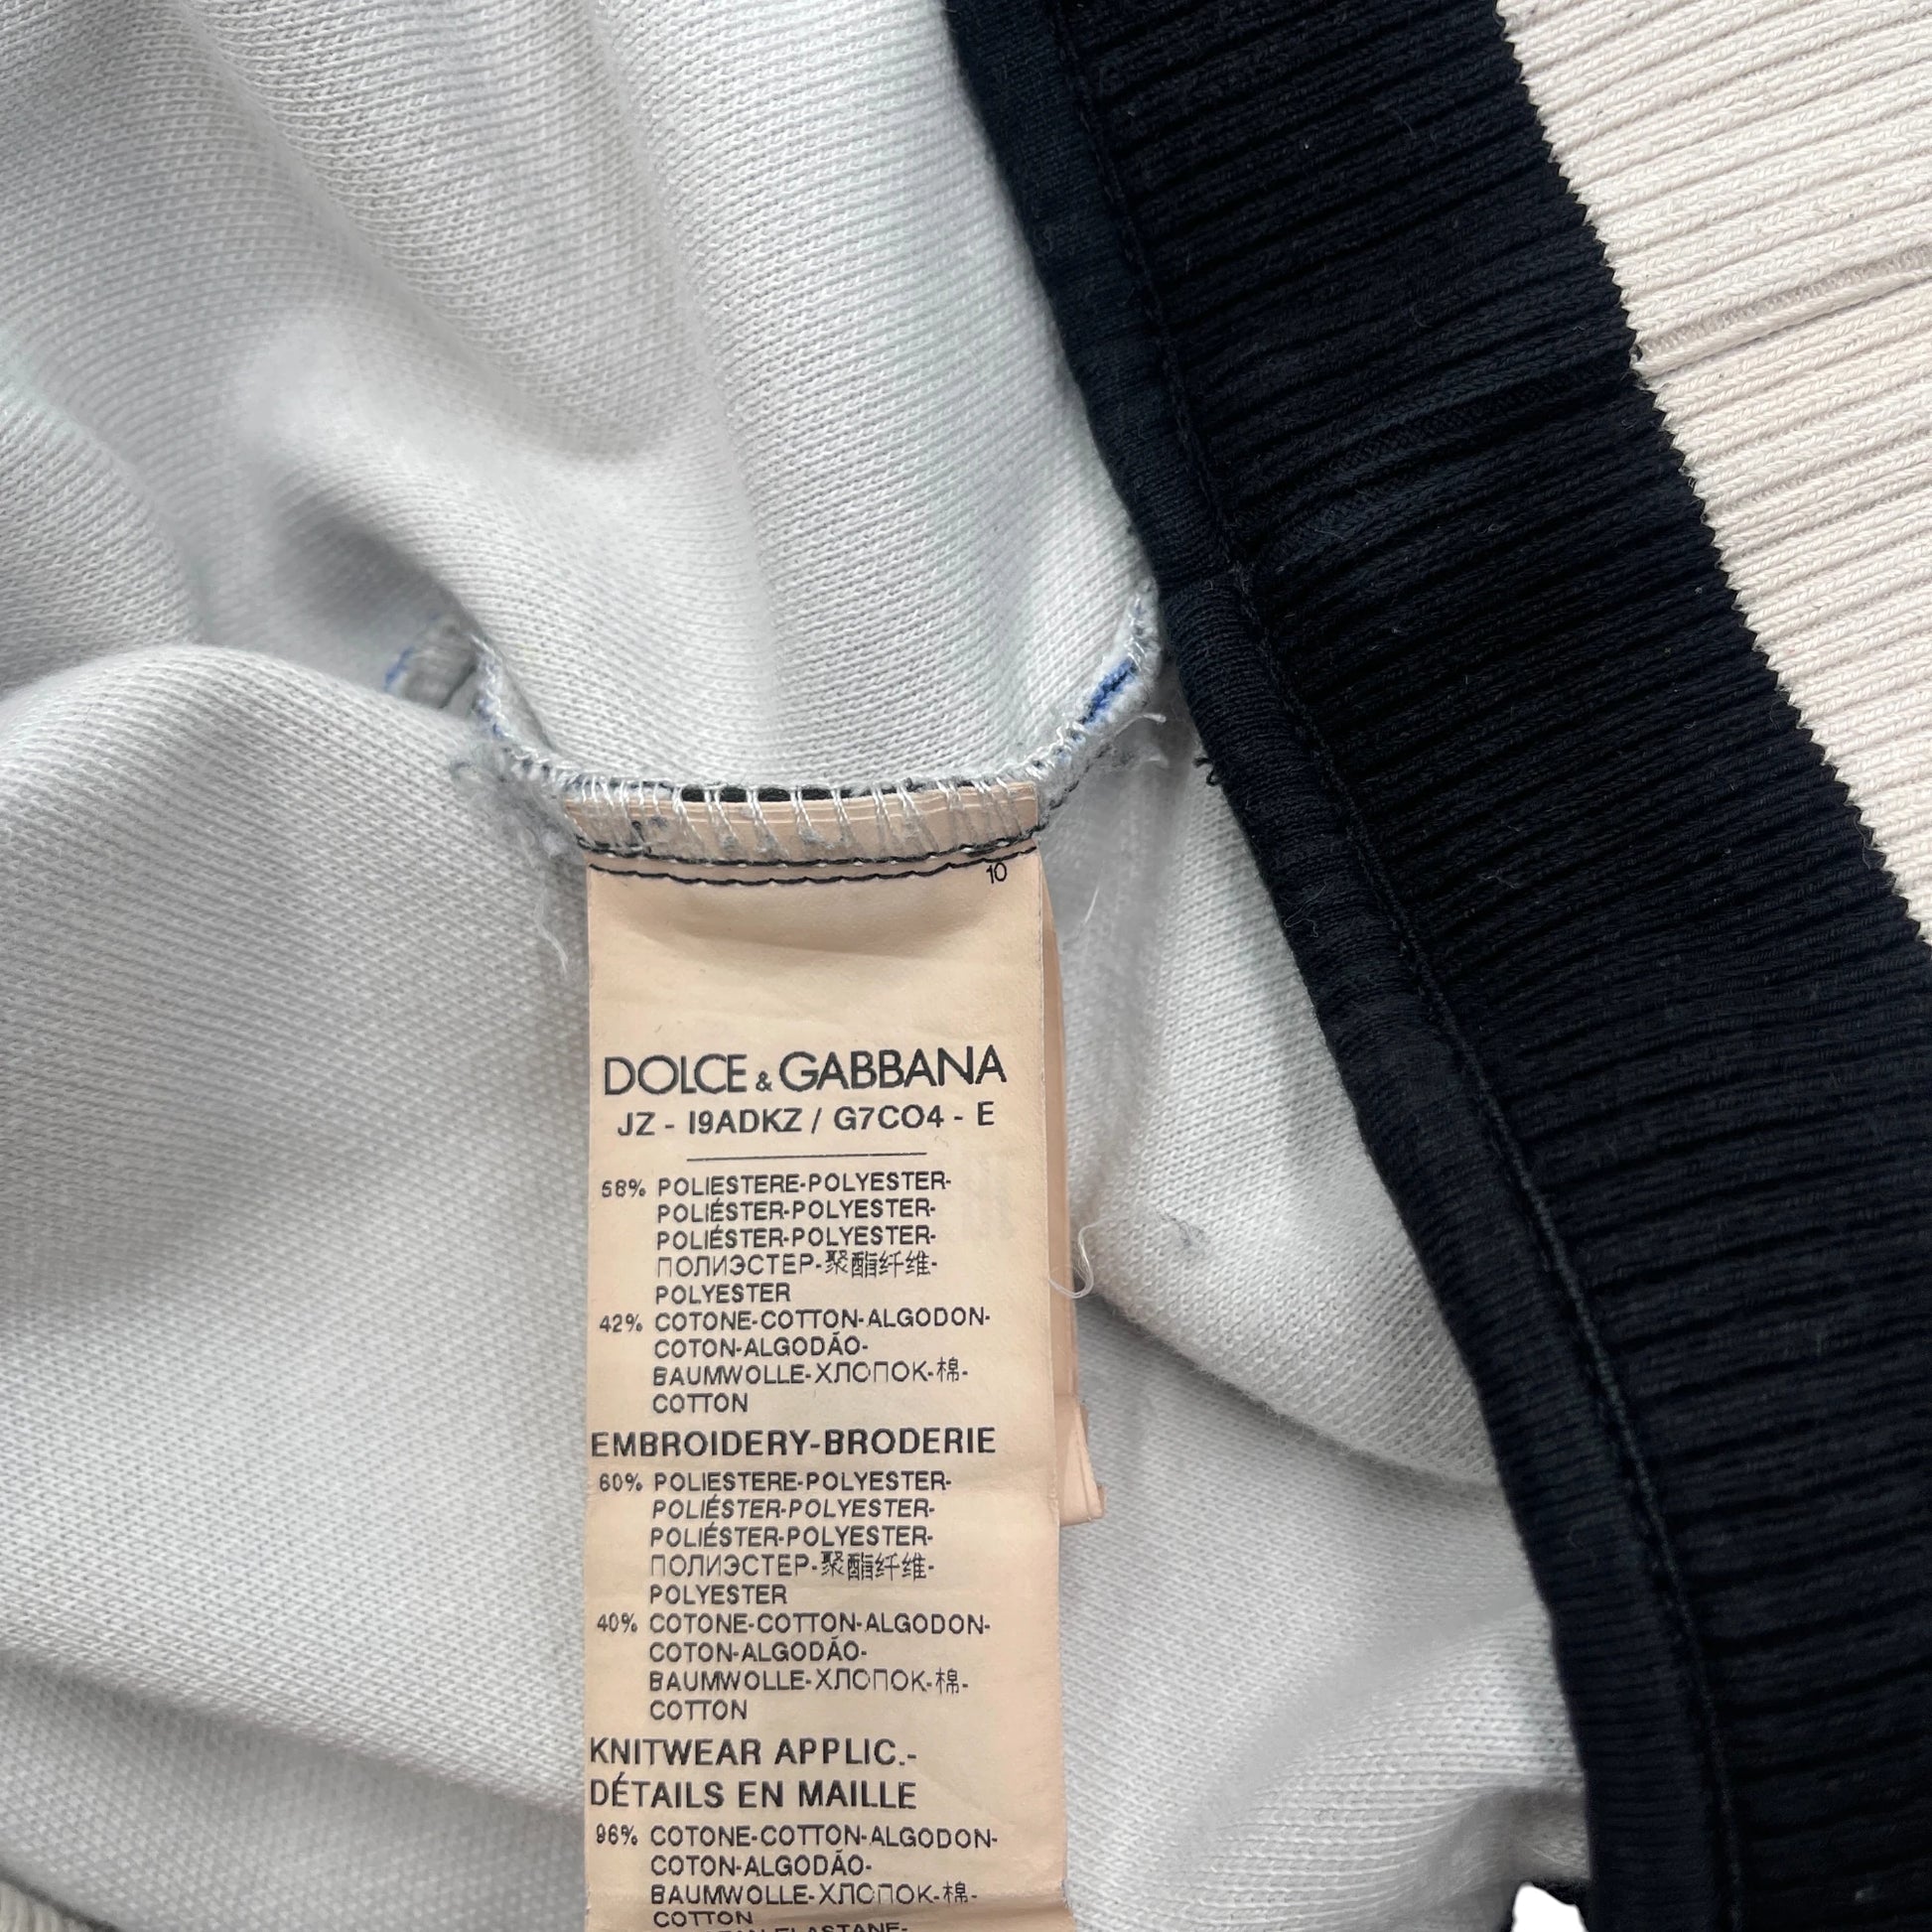 10
DOLCE & GABBANA
JZ - I9ADKZ / G7CO4 - E
58% POLIESTERE-POLYESTER-
POLIÉSTER-POLYESTER-
POLIÉSTER-POLYESTER-
ПОЛИЭСТЕР-聚酯纤维-
POLYESTER
42% COTONE-COTTON-ALGODON-
COTON-ALGODÃO-
BAUMWOLLE-ХЛОПОК-棉-
COTTON
EMBROIDERY-BRODERIE
60% POLIESTERE-POLYESTER-
POLIÉSTER-POLYESTER-
POLIÉSTER-POLYESTER-
ПОЛИЭСТЕР-聚酯纤维-
POLYESTER
40% COTONE-COTTON-ALGODON-
COTON-ALGODÃO-
BAUMWOLLE-ХЛОПОК-棉-
COTTON
KNITWEAR APPLIC.-
DÉTAILS EN MAILLE
96% COTONE-COTTON-ALGODON-
COTON-ALGODÃO-
BAUMWOLLE-ХЛОПОК-棉-
COTTON
ELASTANE-